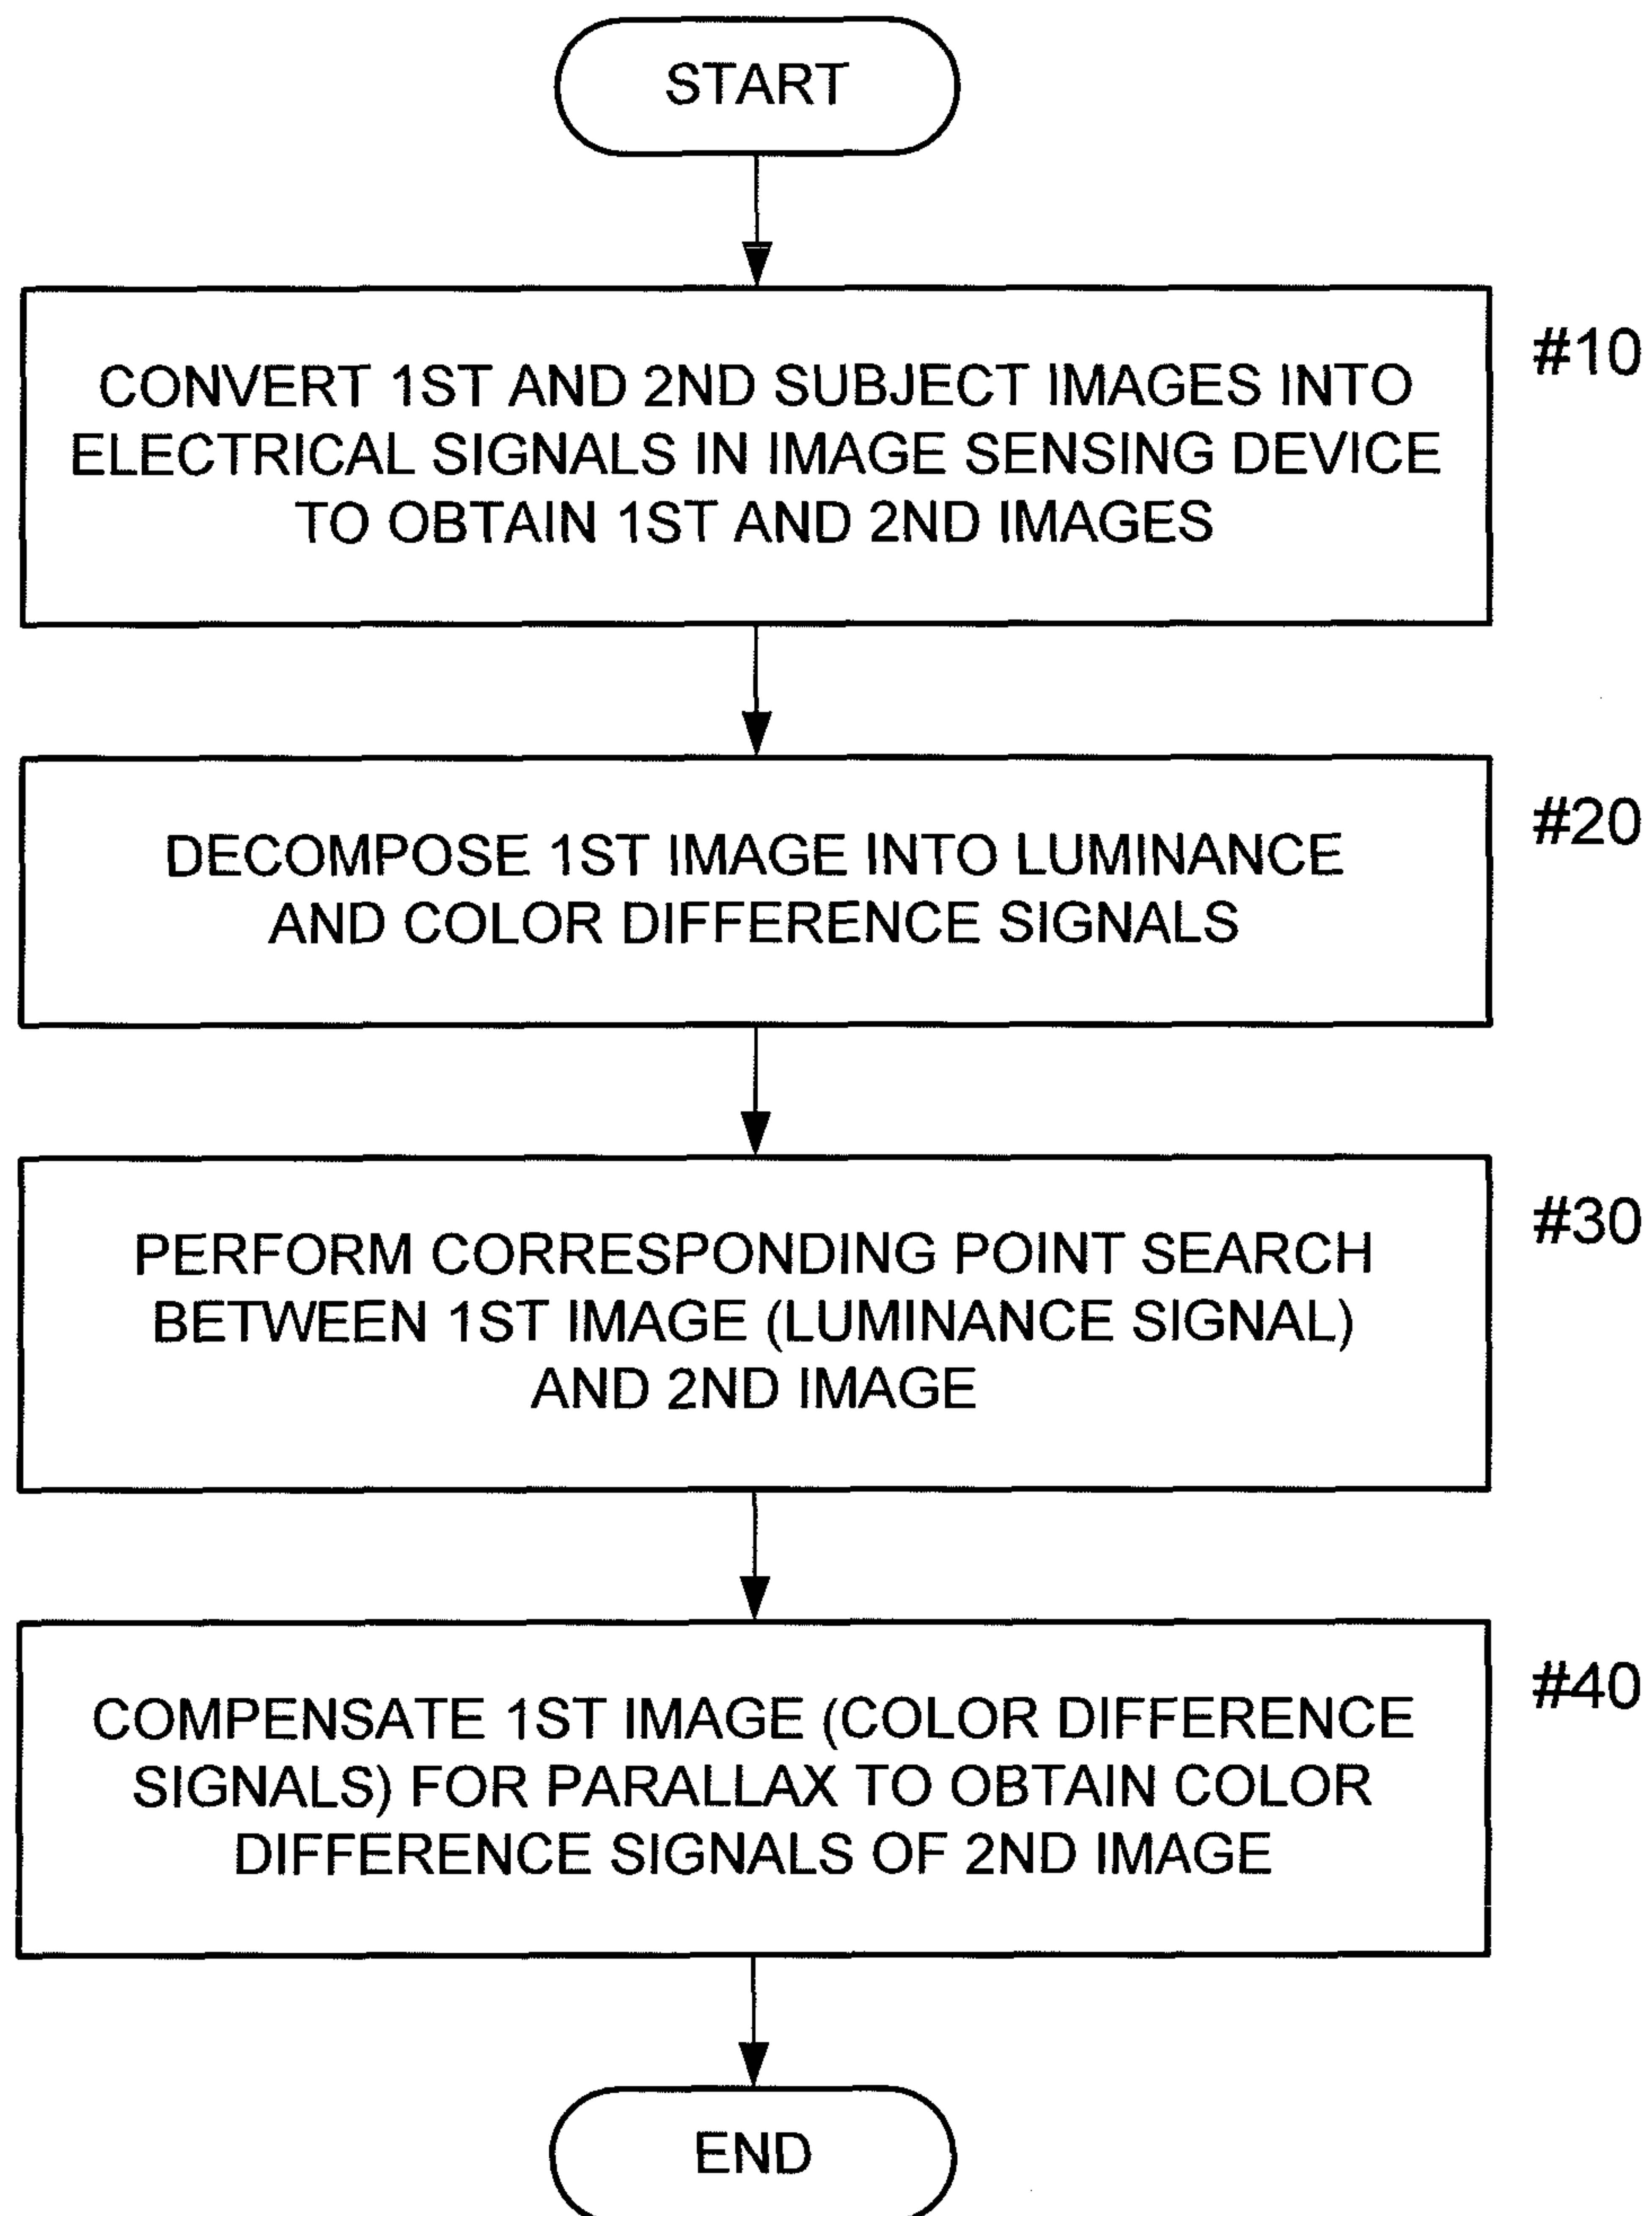 START
CONVERT 1ST AND 2ND SUBJECT IMAGES INTO
ELECTRICAL SIGNALS IN IMAGE SENSING DEVICE
TO OBTAIN 1ST AND 2ND IMAGES
#10
DECOMPOSE 1ST IMAGE INTO LUMINANCE
AND COLOR DIFFERENCE SIGNALS
#20
PERFORM CORRESPONDING POINT SEARCH
BETWEEN 1ST IMAGE (LUMINANCE SIGNAL)
AND 2ND IMAGE
#30
COMPENSATE 1ST IMAGE (COLOR DIFFERENCE
SIGNALS) FOR PARALLAX TO OBTAIN COLOR
DIFFERENCE SIGNALS OF 2ND IMAGE
#40
END